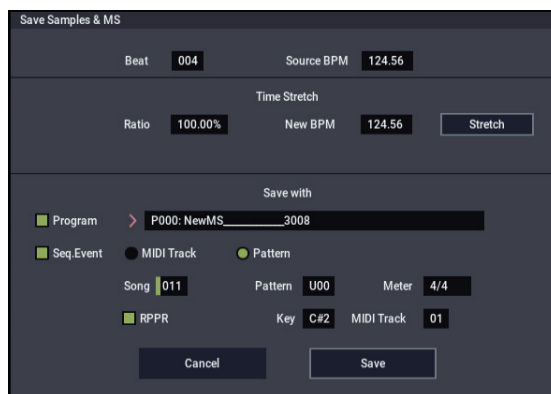 Save Samples & MS
Beat 004 Source BPM 124.56
Time Stretch
Ratio 100.00% New BPM 124.56 Stretch
Save with
Program P000: NewMS__________3008
Seq.Event MIDI Track Pattern
Song 011 Pattern U00 Meter 4/4
RPPR Key C#2 MIDI Track 01
Cancel Save